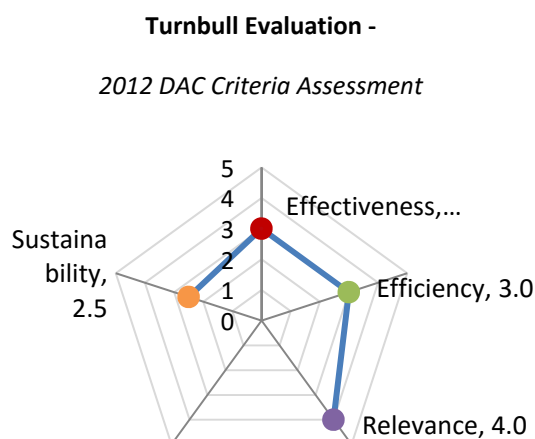 Turnbull Evaluation -
2012 DAC Criteria Assessment
5
4
3
2
1
0
Effectiveness,...
Sustaina
bility,
2.5
Efficiency, 3.0
Relevance, 4.0